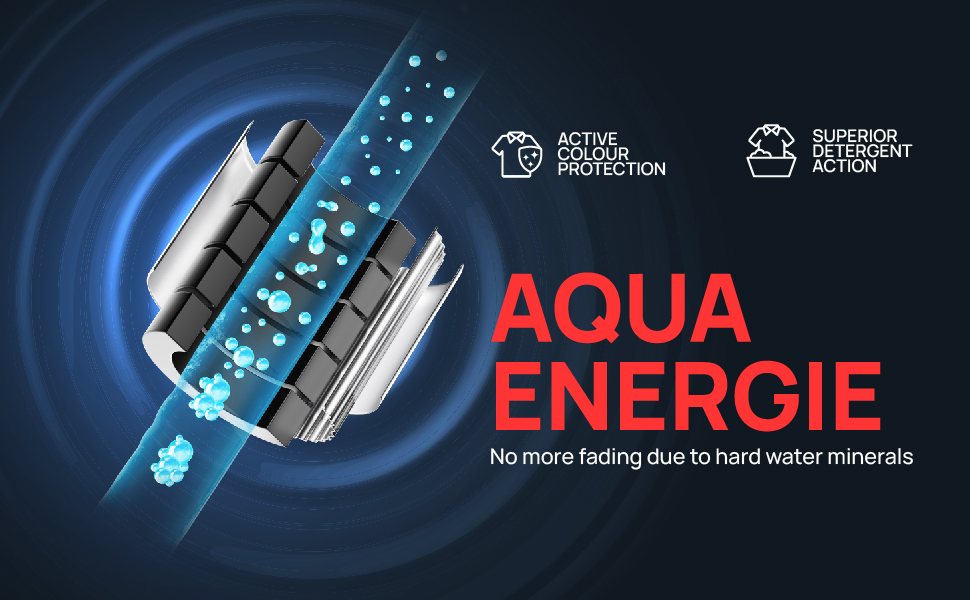 ACTIVE
COLOUR
PROTECTION
SUPERIOR
DETERGENT
ACTION
AQUA
ENERGIE
No more fading due to hard water minerals